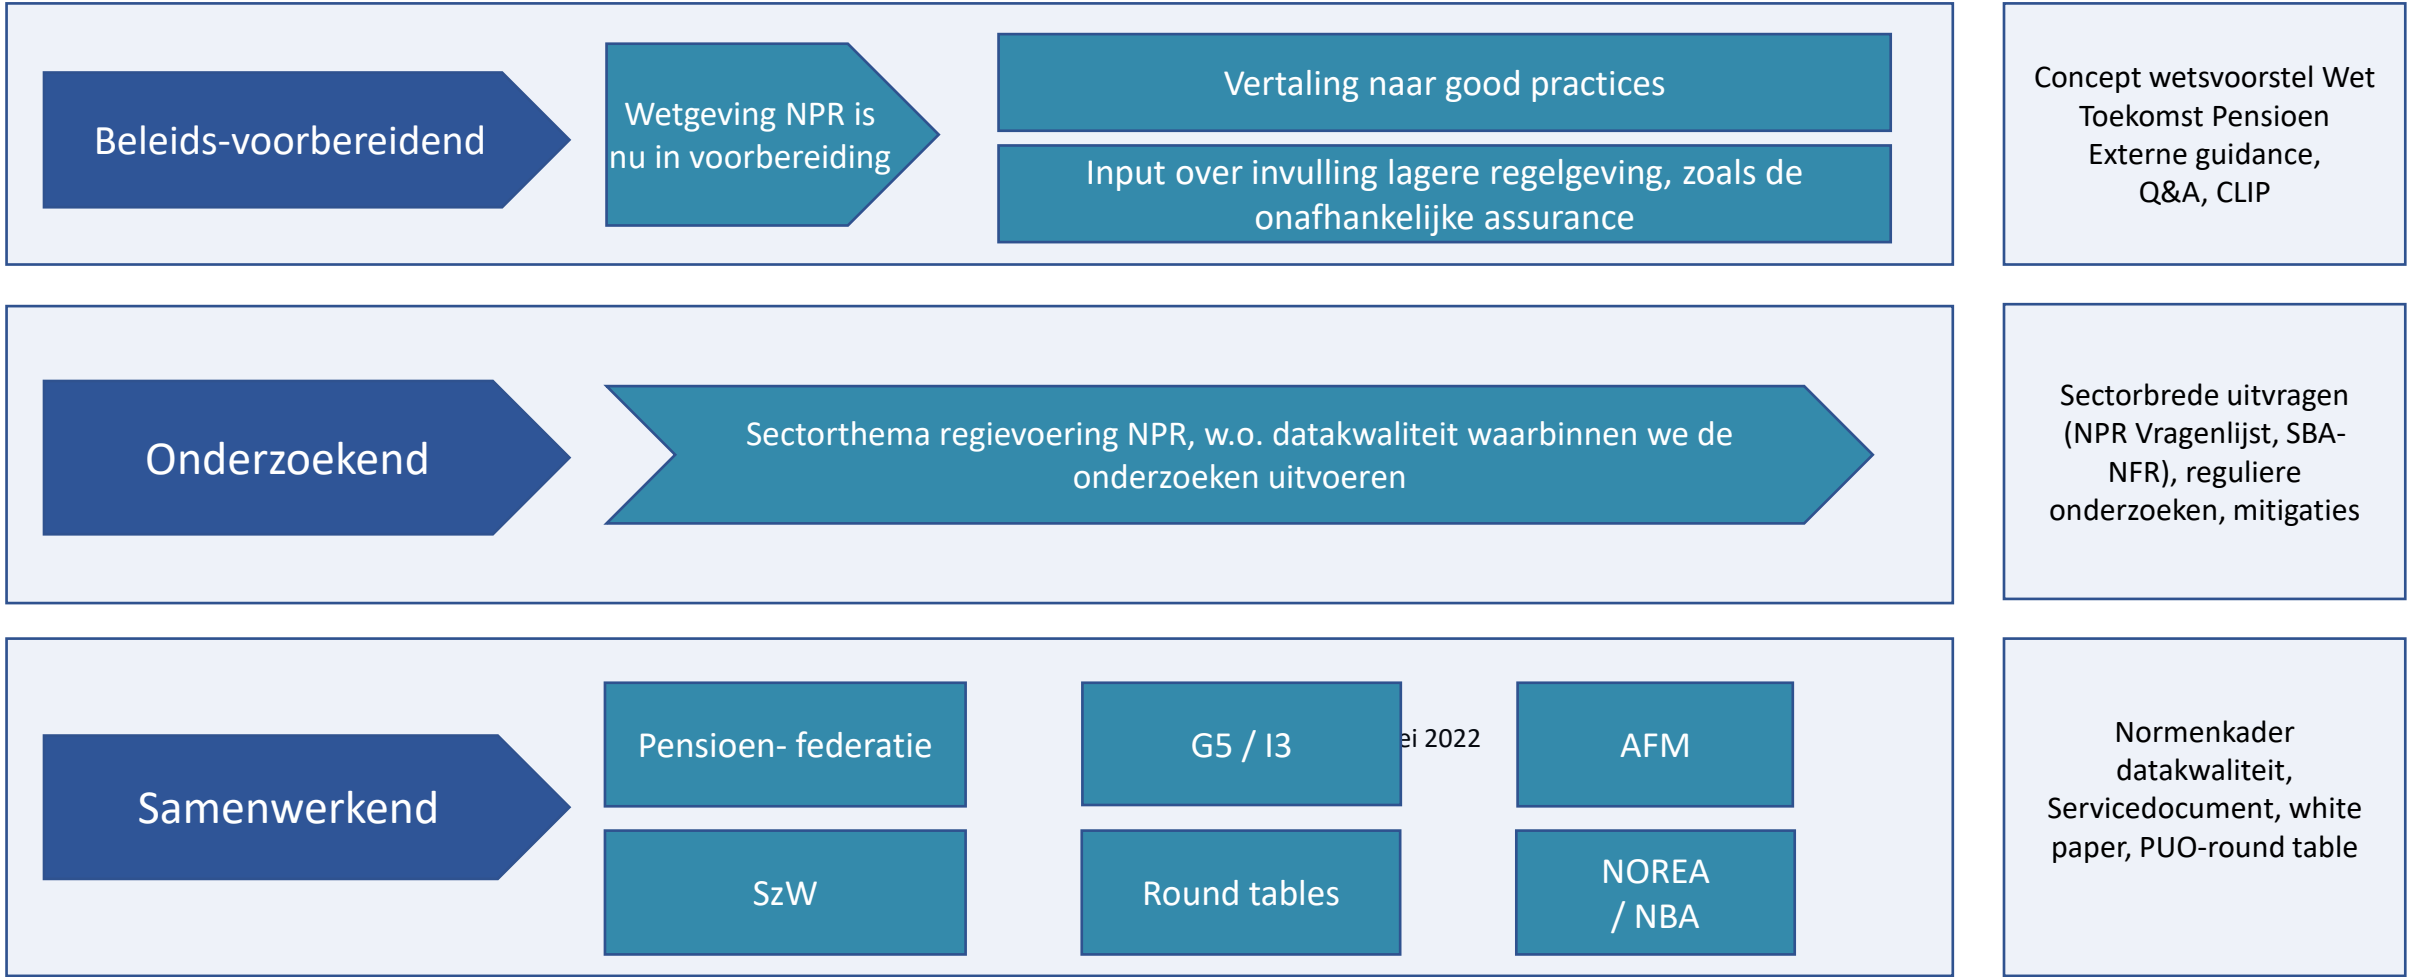 Beleids-voorbereidend
Wetgeving NPR is
nu in voorbereiding
Vertaling naar good practices
Input over invulling lagere regelgeving, zoals de
onafhankelijke assurance
Concept wetsvoorstel Wet
Toekomst Pensioen
Externe guidance,
Q&A, CLIP
Onderzoekend
Sectorthema regievoering NPR, w.o. datakwaliteit waarbinnen we de
onderzoeken uitvoeren
Sectorbrede uitvragen
(NPR Vragenlijst, SBA-
NFR), reguliere
onderzoeken, mitigaties
Samenwerkend
Pensioen- federatie
G5 / I3
ei 2022
AFM
SzW
Round tables
NOREA
/ NBA
Normenkader
datakwaliteit,
Servicedocument, white
paper, PUO-round table